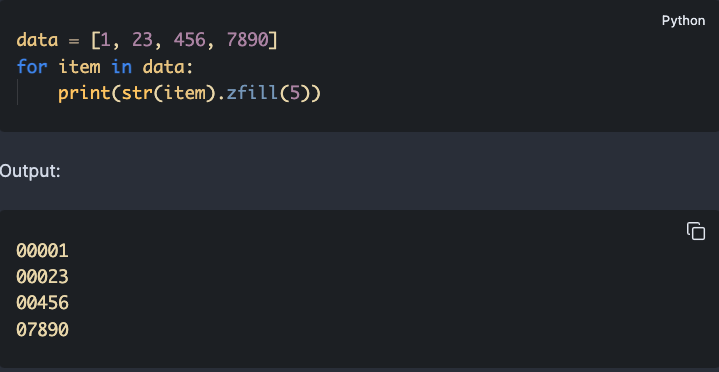 Python
data = [1, 23, 456, 7890]
for item in data:
    print(str(item).zfill(5))
Output:
00001
00023
00456
07890